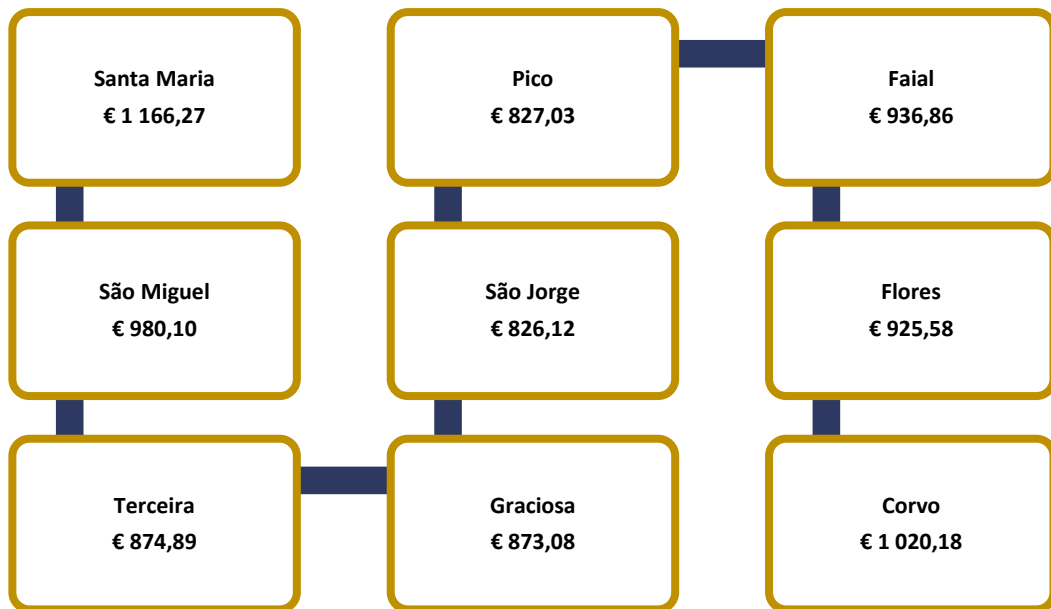 Santa Maria
€ 1 166,27
São Miguel
€ 980,10
Terceira
€ 874,89
Graciosa
€ 873,08
São Jorge
€ 826,12
Pico
€ 827,03
Faial
€ 936,86
Flores
€ 925,58
Corvo
€ 1 020,18